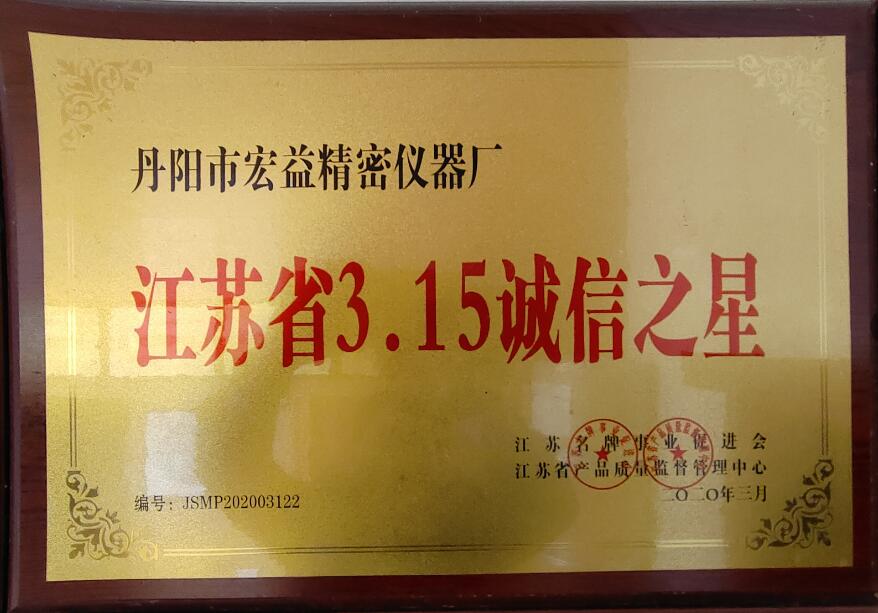 丹阳市宏益精密仪器厂
江苏省3.15诚信之星
江苏名牌事业促进会
江苏省产品质量监督管理中心
编号：JSMP202003122
二〇二〇年三月